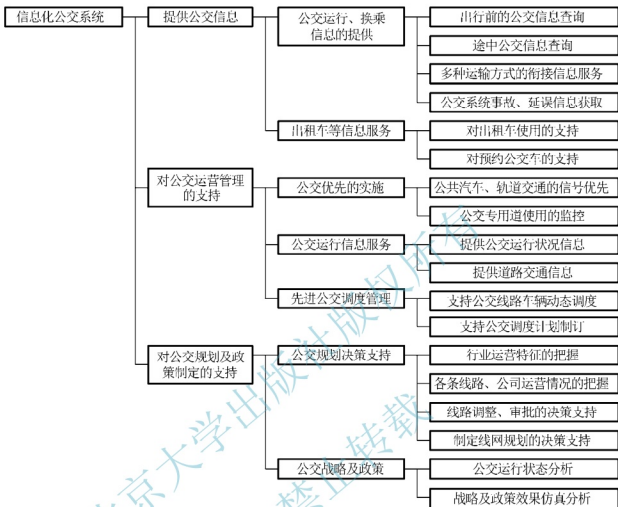 信息化公交系统
提供公交信息
公交运行、换乘
信息的提供
出行前的公交信息查询
途中公交信息查询
多种运输方式的衔接信息服务
公交系统事故、延误信息获取
出租车等信息服务
对出租车使用的支持
对预约公交车的支持
对公交运营管理
的支持
公交优先的实施
公共汽车、轨道交通的信号优先
公交专用道使用的监控
公交运行信息服务
提供公交运行状况信息
提供道路交通信息
先进公交调度管理
支持公交线路车辆动态调度
支持公交调度计划制订
对公交规划及政
策制定的支持
公交规划决策支持
行业运营特征的把握
各条线路、公司运营情况的把握
线路调整、审批的决策支持
制定线网规划的决策支持
公交战略及政策
公交运行状态分析
战略及政策效果仿真分析
京大学出版社版权所有
禁止转载